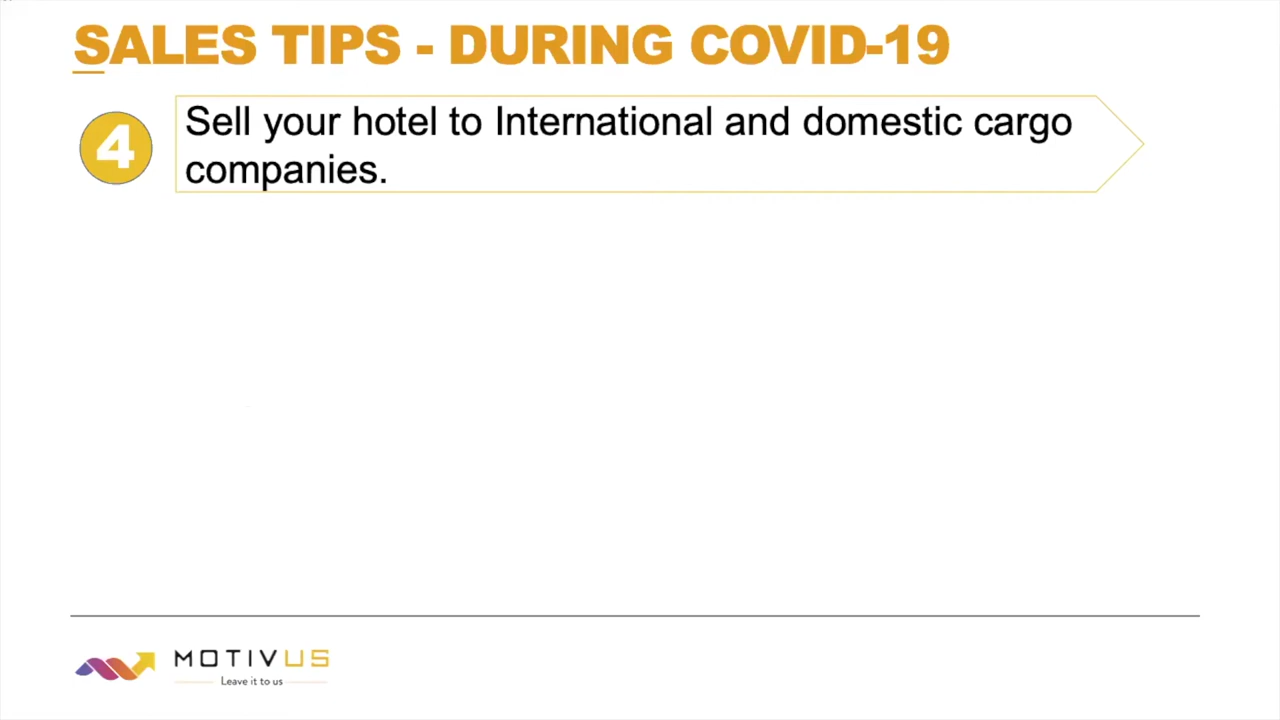 SALES TIPS - DURING COVID-19
4
Sell your hotel to International and domestic cargo
companies.
MOTIVUS
Leave it to us